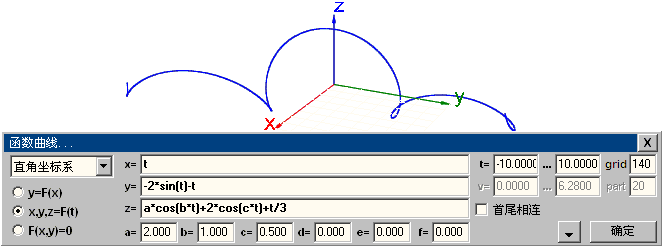 z
y
x
函数曲线... X
直角坐标系 x= t t= -10.0000 ... 10.0000 grid 140
y=F(x) y= -2*sin(t)-t v= 0.0000 ... 6.2800 part 20
x,y,z=F(t) z= a*cos(b*t)+2*cos(c*t)+t/3 首尾相连
F(x,y)=0 a= 2.000 b= 1.000 c= 0.500 d= 0.000 e= 0.000 f= 0.000 确定